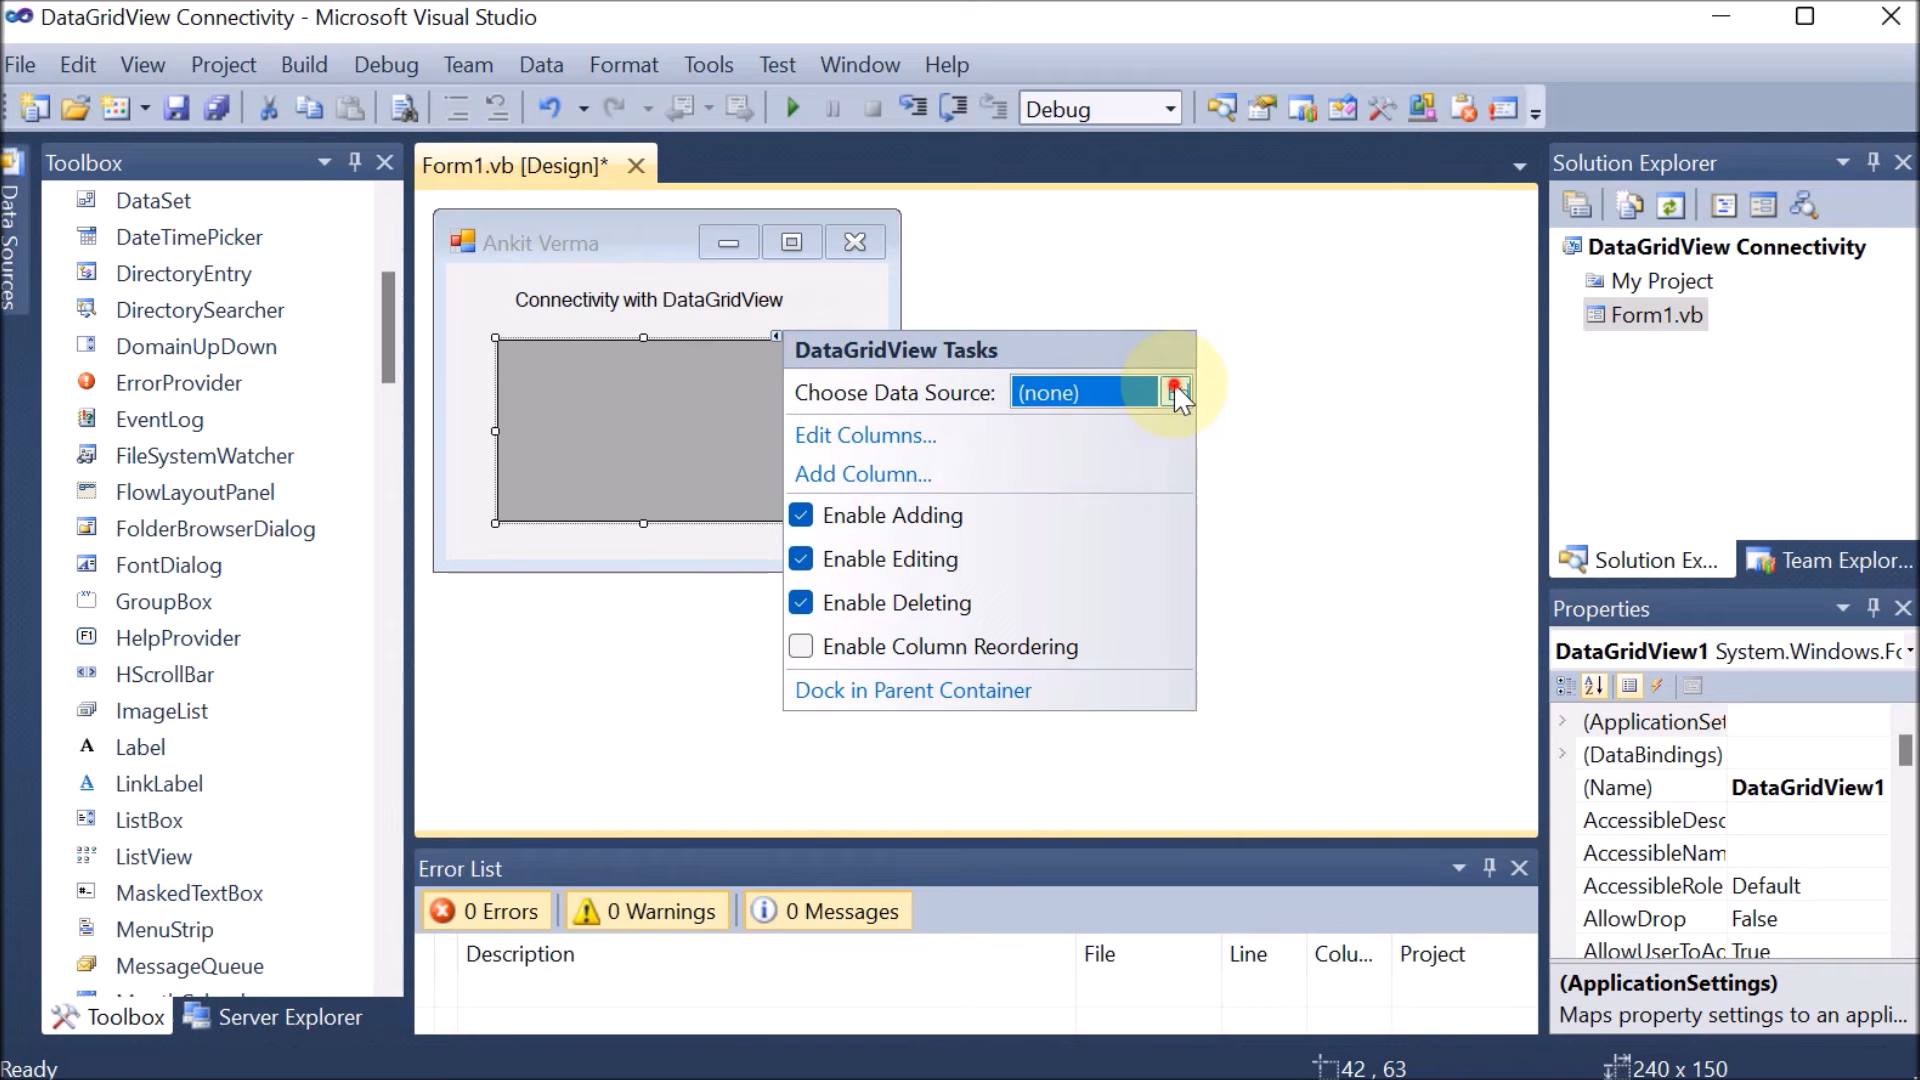 DataGridView Connectivity - Microsoft Visual Studio
File Edit View Project Build Debug Team Data Format Tools Test Window Help
Debug
Data Sources
Toolbox
DataSet
DateTimePicker
DirectoryEntry
DirectorySearcher
DomainUpDown
ErrorProvider
EventLog
FileSystemWatcher
FlowLayoutPanel
FolderBrowserDialog
FontDialog
GroupBox
HelpProvider
HScrollBar
ImageList
Label
LinkLabel
ListBox
ListView
MaskedTextBox
MenuStrip
MessageQueue
Toolbox Server Explorer
Form1.vb [Design]*
Ankit Verma
Connectivity with DataGridView
DataGridView Tasks
Choose Data Source: (none)
Edit Columns...
Add Column...
Enable Adding
Enable Editing
Enable Deleting
Enable Column Reordering
Dock in Parent Container
Error List
0 Errors 0 Warnings 0 Messages
Description File Line Colu... Project
Solution Explorer
DataGridView Connectivity
My Project
Form1.vb
Solution Ex... Team Explor...
Properties
DataGridView1 System.Windows.Fc
(ApplicationSet
(DataBindings)
(Name) DataGridView1
AccessibleDesc
AccessibleNam
AccessibleRole Default
AllowDrop False
AllowUserToAc True
(ApplicationSettings)
Maps property settings to an appli...
Ready 42 , 63 240 x 150